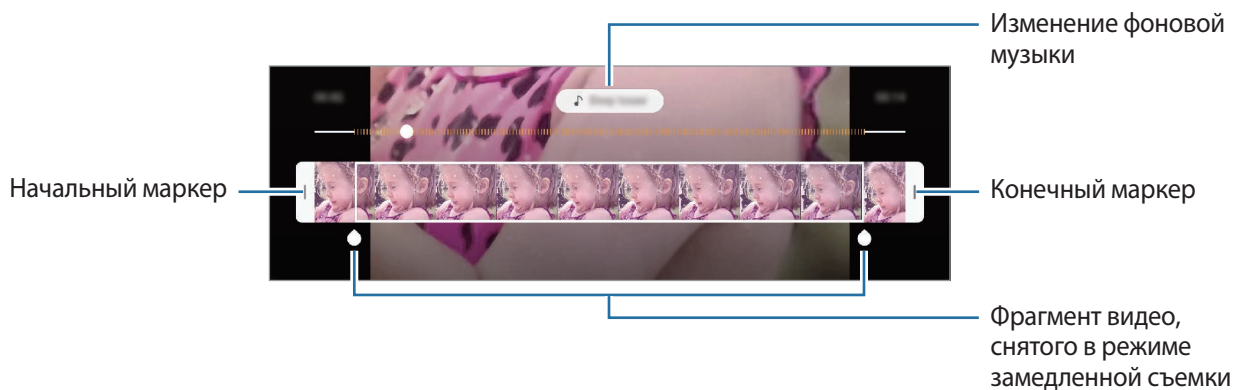 Изменение фоновой
музыки
Начальный маркер
Конечный маркер
Фрагмент видео,
снятого в режиме
замедленной съемки